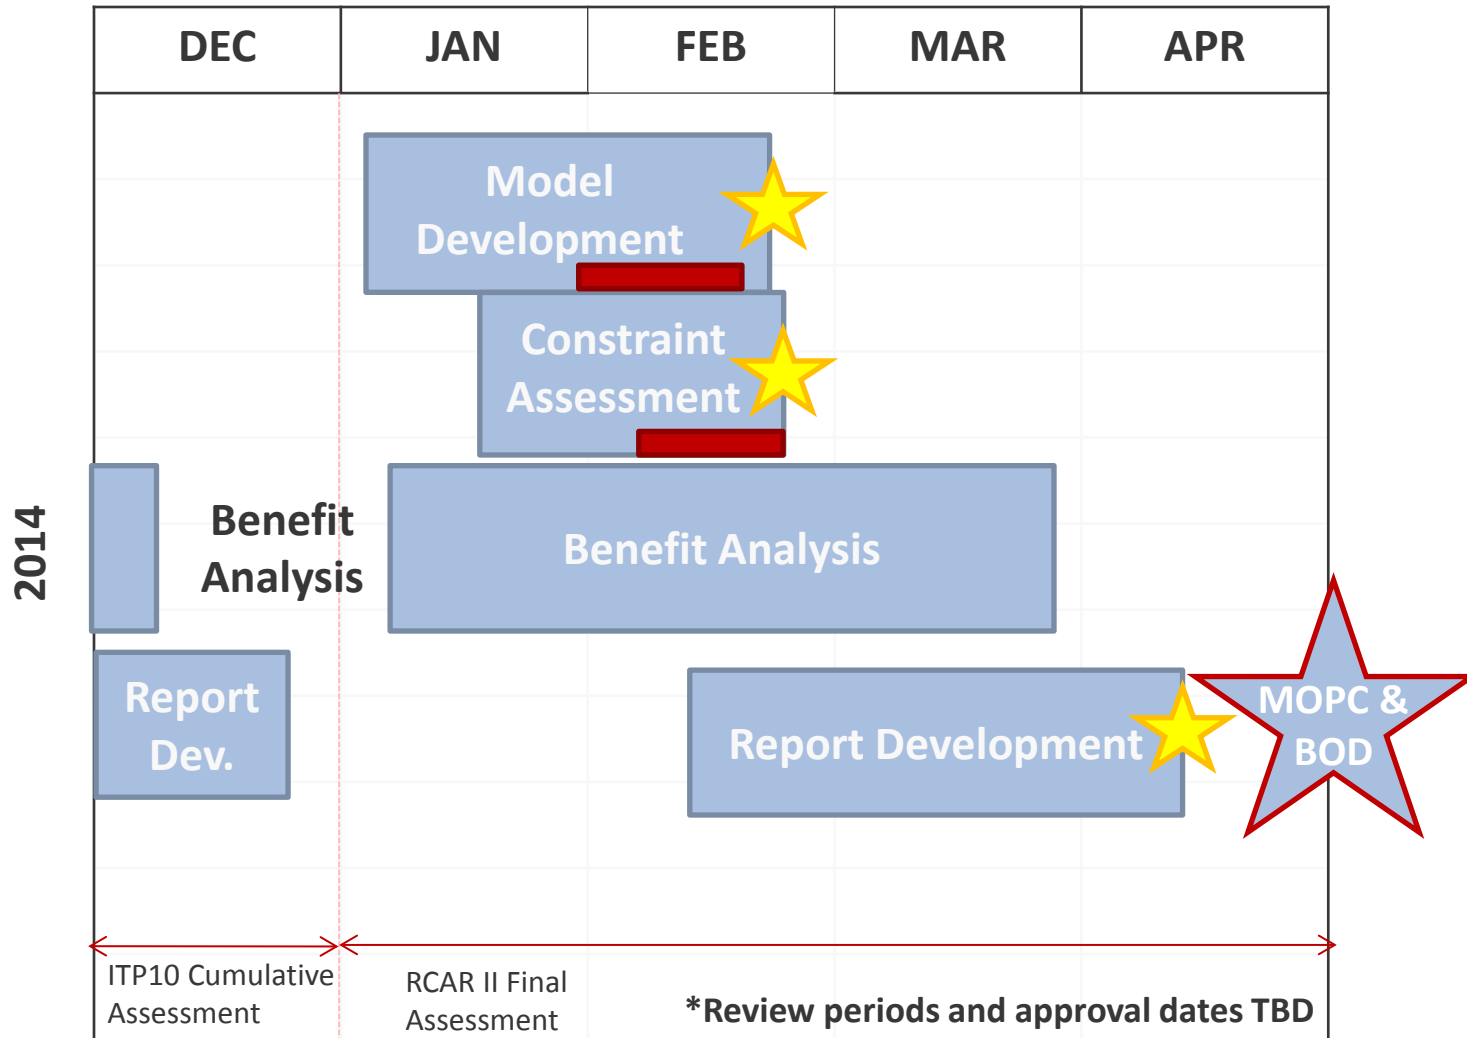 DEC JAN FEB MAR APR
Model
Development
Constraint
Assessment
2014
Benefit
Analysis
Benefit Analysis
Report
Dev.
Report Development
MOPC &
BOD
ITP10 Cumulative
Assessment
RCAR II Final
Assessment
*Review periods and approval dates TBD